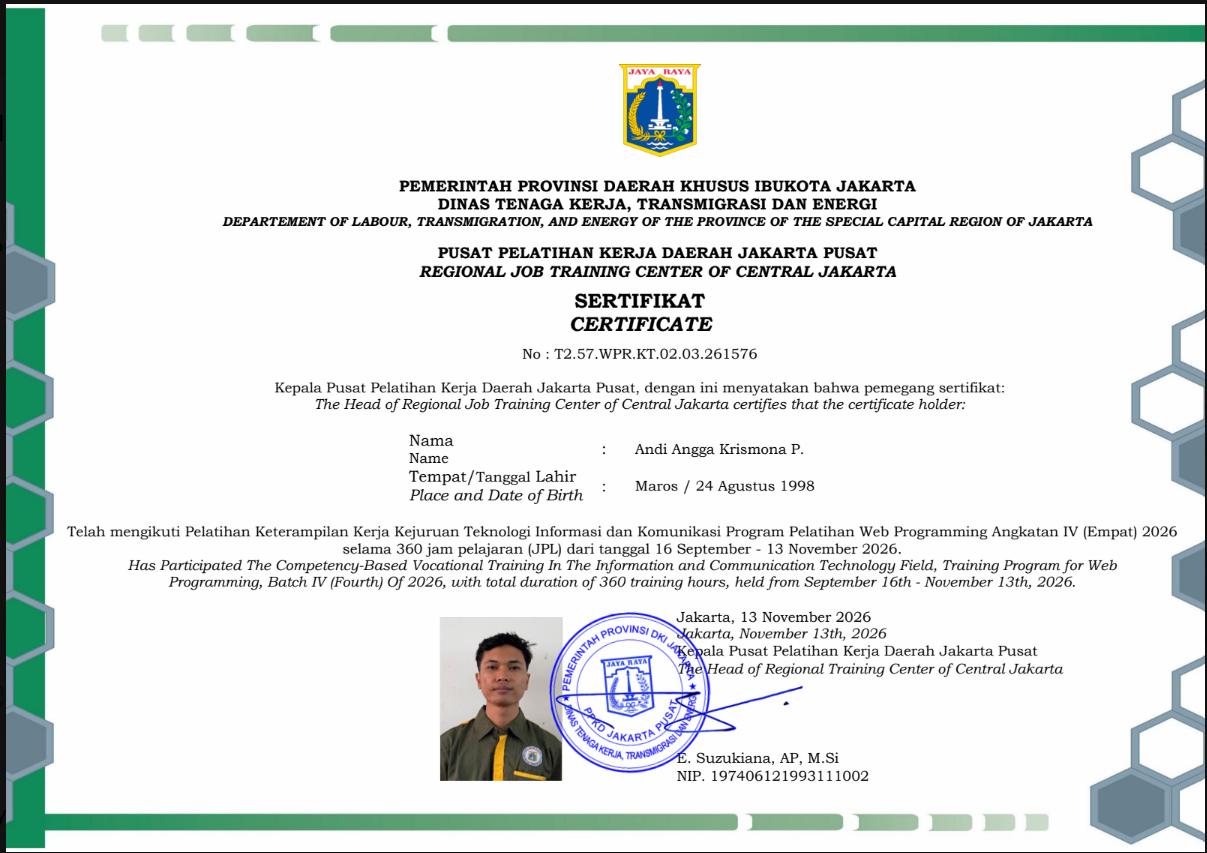 JAYA RAYA
PEMERINTAH PROVINSI DAERAH KHUSUS IBUKOTA JAKARTA
DINAS TENAGA KERJA, TRANSMIGRASI DAN ENERGI
DEPARTEMENT OF LABOUR, TRANSMIGRATION, AND ENERGY OF THE PROVINCE OF THE SPECIAL CAPITAL REGION OF JAKARTA
PUSAT PELATIHAN KERJA DAERAH JAKARTA PUSAT
REGIONAL JOB TRAINING CENTER OF CENTRAL JAKARTA
SERTIFIKAT
CERTIFICATE
No : T2.57.WPR.KT.02.03.261576
Kepala Pusat Pelatihan Kerja Daerah Jakarta Pusat, dengan ini menyatakan bahwa pemegang sertifikat:
The Head of Regional Job Training Center of Central Jakarta certifies that the certificate holder:
Nama
Name
: Andi Angga Krismona P.
Tempat/Tanggal Lahir
Place and Date of Birth
: Maros / 24 Agustus 1998
Telah mengikuti Pelatihan Keterampilan Kerja Kejuruan Teknologi Informasi dan Komunikasi Program Pelatihan Web Programming Angkatan IV (Empat) 2026
selama 360 jam pelajaran (JPL) dari tanggal 16 September - 13 November 2026.
Has Participated The Competency-Based Vocational Training In The Information and Communication Technology Field, Training Program for Web
Programming, Batch IV (Fourth) Of 2026, with total duration of 360 training hours, held from September 16th - November 13th, 2026.
Jakarta, 13 November 2026
Jakarta, November 13th, 2026
Kepala Pusat Pelatihan Kerja Daerah Jakarta Pusat
The Head of Regional Training Center of Central Jakarta
PEMERINTAH PROVINSI DKI JAKARTA
JAYA RAYA
PPKD JAKARTA PUSAT
DINAS TENAGA KERJA, TRANSMIGRASI DAN ENERGI
E. Suzukiana, AP, M.Si
NIP. 197406121993111002